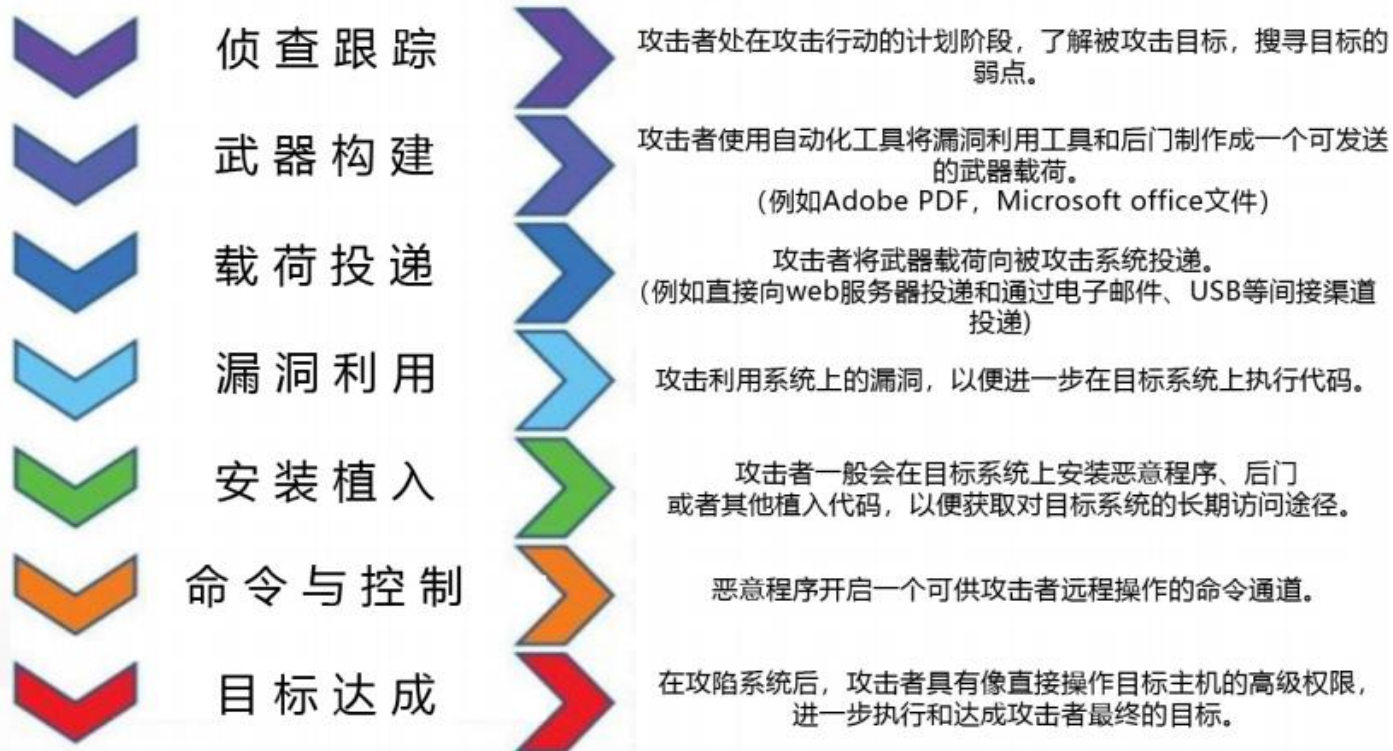 侦查跟踪
攻击者处在攻击行动的计划阶段，了解被攻击目标，搜寻目标的
弱点。
武器构建
攻击者使用自动化工具将漏洞利用工具和后门制作成一个可发送
的武器载荷。
（例如Adobe PDF，Microsoft office文件）
载荷投递
攻击者将武器载荷向被攻击系统投递。
（例如直接向web服务器投递和通过电子邮件、USB等间接渠道
投递)
漏洞利用
攻击利用系统上的漏洞，以便进一步在目标系统上执行代码。
安装植入
攻击者一般会在目标系统上安装恶意程序、后门
或者其他植入代码，以便获取对目标系统的长期访问途径。
命令与控制
恶意程序开启一个可供攻击者远程操作的命令通道。
目标达成
在攻陷系统后，攻击者具有像直接操作目标主机的高级权限，
进一步执行和达成攻击者最终的目标。